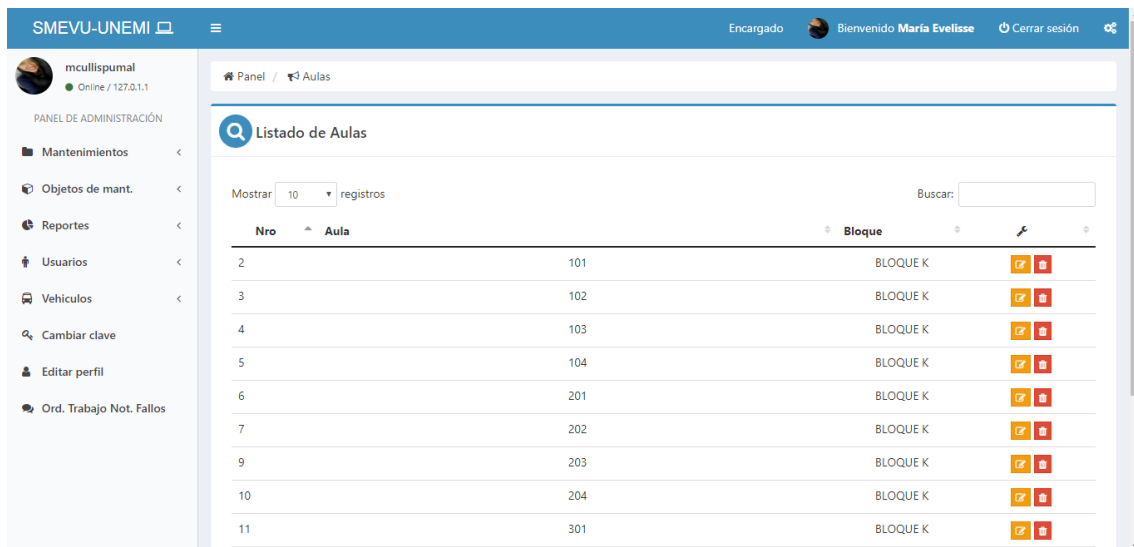 SMEVU-UNEMI
Encargado
Bienvenido María Evelisse
Cerrar sesión
mcullispumal
Online / 127.0.1.1
PANEL DE ADMINISTRACIÓN
Mantenimientos
Objetos de mant.
Reportes
Usuarios
Vehiculos
Cambiar clave
Editar perfil
Ord. Trabajo Not. Fallos
Panel / Aulas
Listado de Aulas
Mostrar 10 registros
Buscar:
Nro Aula Bloque
2 101 BLOQUE K
3 102 BLOQUE K
4 103 BLOQUE K
5 104 BLOQUE K
6 201 BLOQUE K
7 202 BLOQUE K
9 203 BLOQUE K
10 204 BLOQUE K
11 301 BLOQUE K